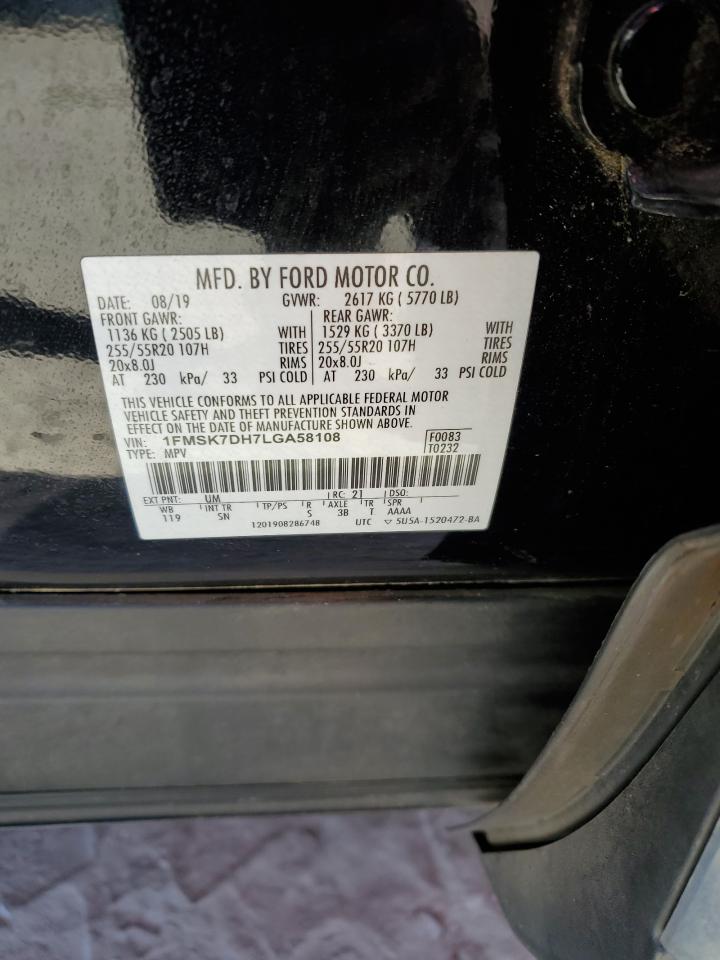 MFD. BY FORD MOTOR CO.
DATE: 08/19 GVWR: 2617 KG ( 5770 LB)
FRONT GAWR: REAR GAWR:
1136 KG ( 2505 LB) WITH 1529 KG ( 3370 LB) WITH
255/55R20 107H TIRES 255/55R20 107H TIRES
20x8.0J RIMS 20x8.0J RIMS
AT 230 kPa/ 33 PSI COLD AT 230 kPa/ 33 PSI COLD
THIS VEHICLE CONFORMS TO ALL APPLICABLE FEDERAL MOTOR
VEHICLE SAFETY AND THEFT PREVENTION STANDARDS IN
EFFECT ON THE DATE OF MANUFACTURE SHOWN ABOVE.
VIN: 1FMSK7DH7LGA58108 F0083
TYPE: MPV T0232
EXT PNT: UM RC: 21 DSO:
WB INT TR TP/PS R AXLE TR SPR
119 SN S 3B T AAAA
1201908286748 UTC ▽ 5U5A-1520472-BA